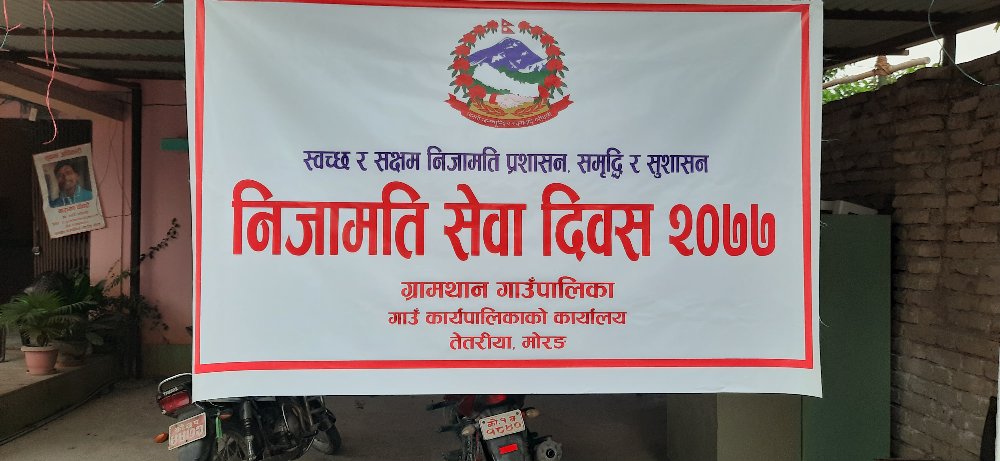 स्वच्छ र सक्षम निजामति प्रशासन, समृद्धि र सुशासन
निजामति सेवा दिवस २०७७
ग्रामथान गाउँपालिका
गाउँ कार्यपालिकाको कार्यालय
तेतरीया, मोरङ